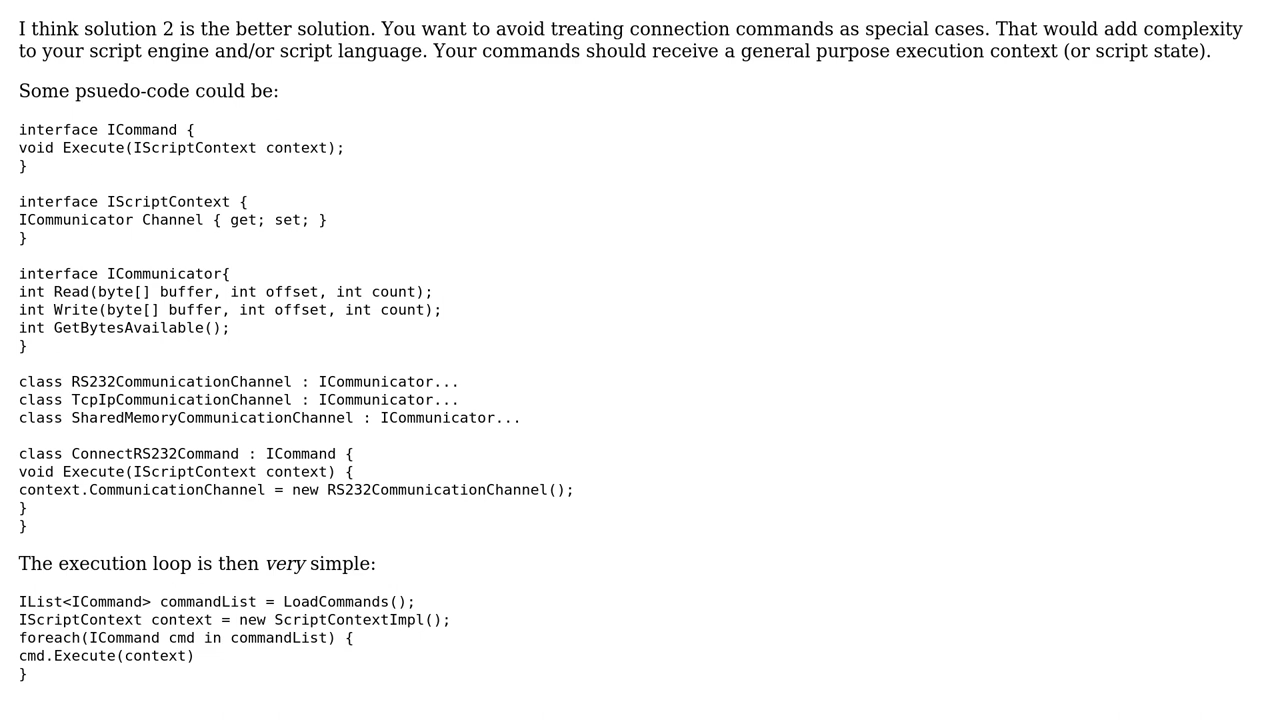 I think solution 2 is the better solution. You want to avoid treating connection commands as special cases. That would add complexity
to your script engine and/or script language. Your commands should receive a general purpose execution context (or script state).
Some psuedo-code could be:
interface ICommand {
void Execute(IScriptContext context);
}
interface IScriptContext {
ICommunicator Channel { get; set; }
}
interface ICommunicator{
int Read(byte[] buffer, int offset, int count);
int Write(byte[] buffer, int offset, int count);
int GetBytesAvailable();
}
class RS232CommunicationChannel : ICommunicator...
class TcpIpCommunicationChannel : ICommunicator...
class SharedMemoryCommunicationChannel : ICommunicator...
class ConnectRS232Command : ICommand {
void Execute(IScriptContext context) {
context.CommunicationChannel = new RS232CommunicationChannel();
}
}
The execution loop is then very simple:
IList<ICommand> commandList = LoadCommands();
IScriptContext context = new ScriptContextImpl();
foreach(ICommand cmd in commandList) {
cmd.Execute(context)
}